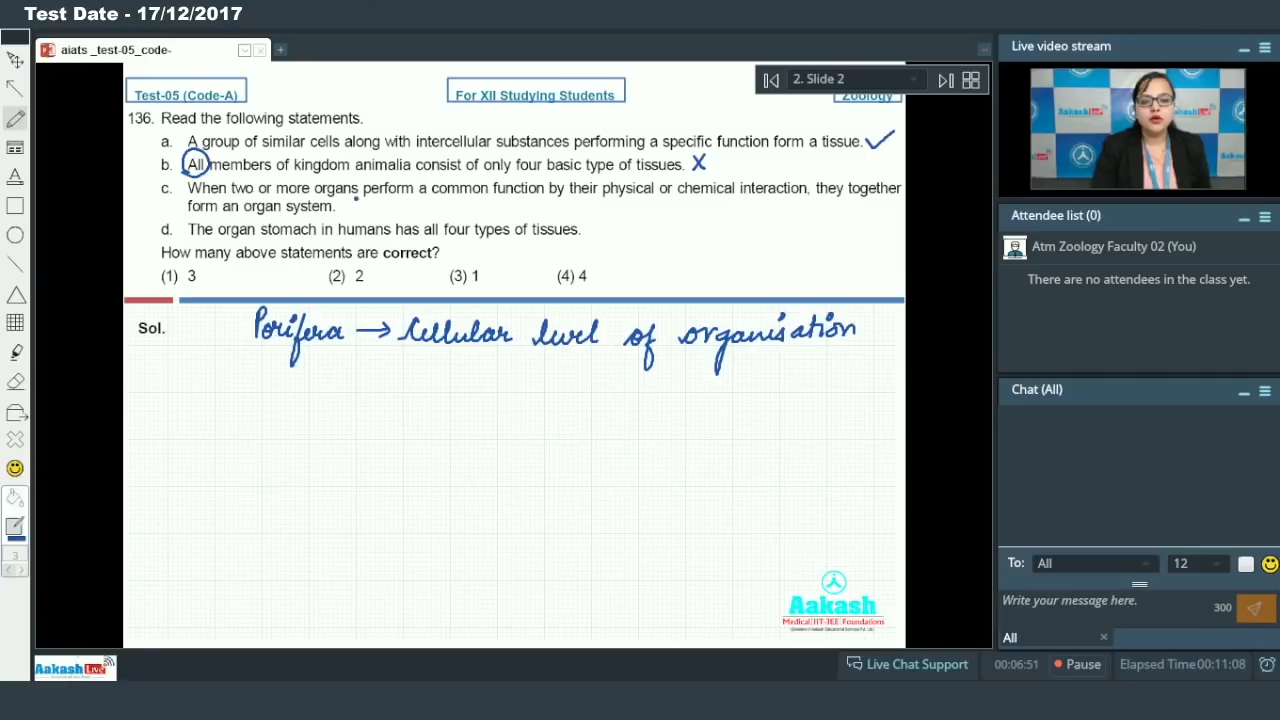 Test Date - 17/12/2017
aiats _test-05_code-
Live video stream
2. Slide 2
Test-05 (Code-A)
For XII Studying Students
Zoology
136. Read the following statements.
a. A group of similar cells along with intercellular substances performing a specific function form a tissue.
b. All members of kingdom animalia consist of only four basic type of tissues. X
c. When two or more organs perform a common function by their physical or chemical interaction, they together
form an organ system.
d. The organ stomach in humans has all four types of tissues.
How many above statements are correct?
(1) 3 (2) 2 (3) 1 (4) 4
Sol. Porifera → Cellular level of organisation
Aakash
Medical|IIT-JEE|Foundations
AakashLive
Attendee list (0)
Atm Zoology Faculty 02 (You)
There are no attendees in the class yet.
Chat (All)
To: All 12
Write your message here. 300
All
3
Aakash Live
Live Chat Support 00:06:51 Pause Elapsed Time 00:11:08